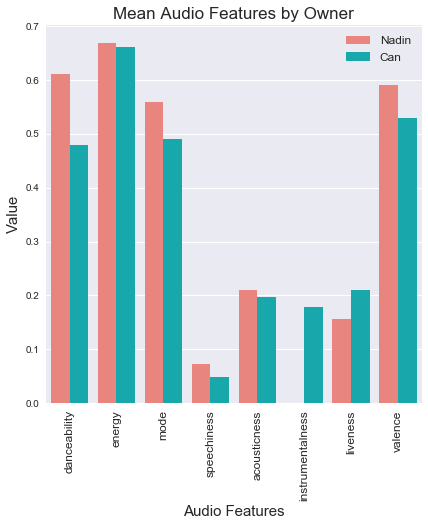 Mean Audio Features by Owner
Nadin
Can
0.7
0.6
0.5
0.4
0.3
0.2
0.1
0.0
Value
danceability
energy
mode
speechiness
acousticness
instrumentalness
liveness
valence
Audio Features